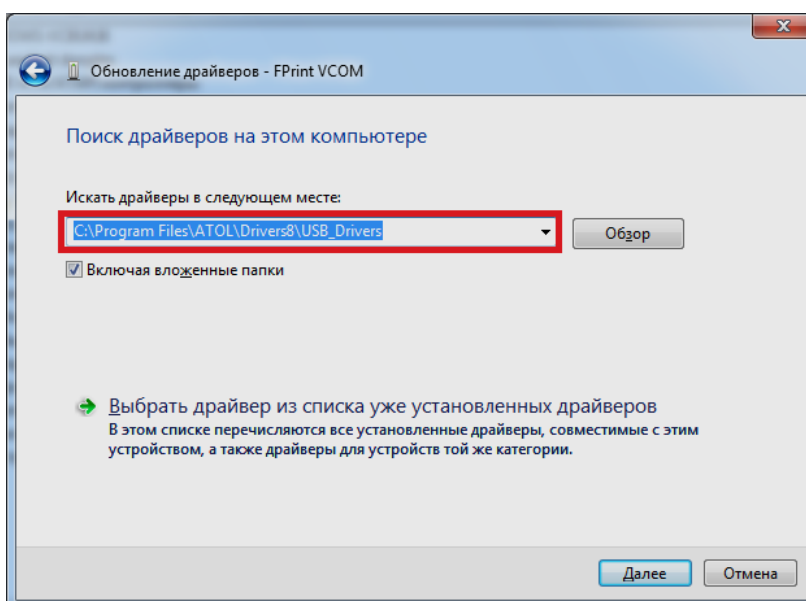 Обновление драйверов - FPrint VCOM
Поиск драйверов на этом компьютере
Искать драйверы в следующем месте:
C:\Program Files\ATOL\Drivers8\USB_Drivers
Обзор
Включая вложенные папки
Выбрать драйвер из списка уже установленных драйверов
В этом списке перечисляются все установленные драйверы, совместимые с этим
устройством, а также драйверы для устройств той же категории.
Далее
Отмена